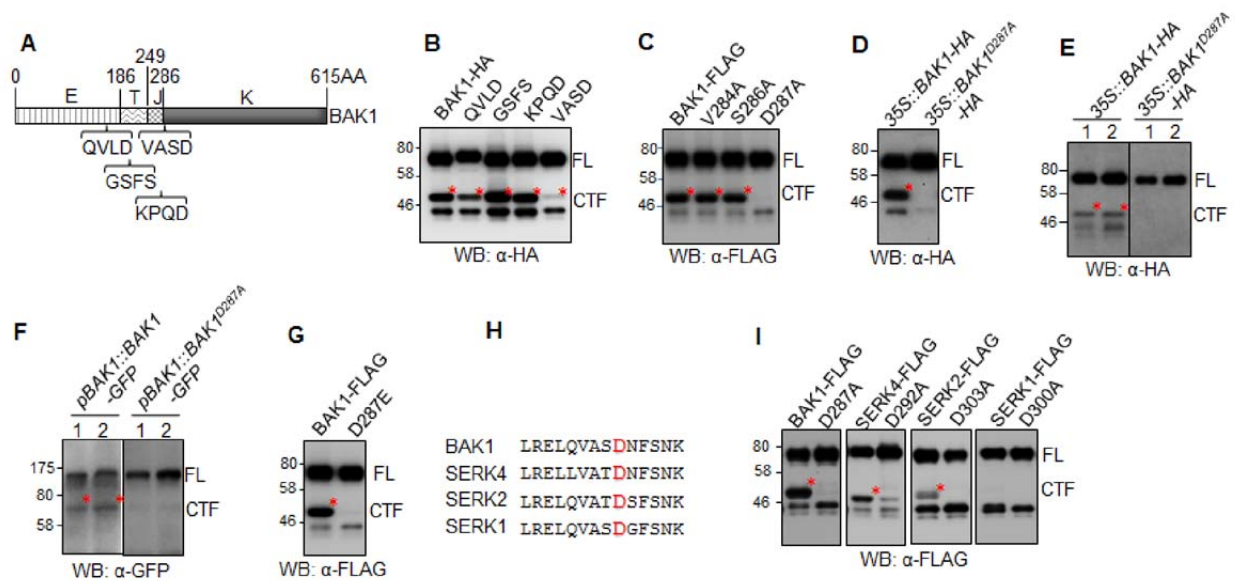 A
0 186 249 286 615AA
E T J K BAK1
QVLD VASD
GSFS
KPQD
B
BAK1-HA QVLD GSFS KPQD VASD
80 FL
58 * * * * *
46 CTF
WB: α-HA
C
BAK1-FLAG V284A S286A D287A
80 FL
58 * * *
46 CTF
WB: α-FLAG
D
35S::BAK1-HA 35S::BAK1D287A
-HA
80 FL
58 *
46 CTF
WB: α-HA
E
35S::BAK1-HA 35S::BAK1D287A
-HA
1 2 1 2
80 FL
58
46 * * CTF
WB: α-HA
F
pBAK1::BAK1 pBAK1::BAK1D287A
-GFP -GFP
1 2 1 2
175 FL
80 * *
58 CTF
WB: α-GFP
G
BAK1-FLAG D287E
80 FL
58 *
46 CTF
WB: α-FLAG
H
BAK1 LRELQVASDNFSNK
SERK4 LRELLVATDNFSNK
SERK2 LRELQVATDSFSNK
SERK1 LRELQVASDGFSNK
I
BAK1-FLAG D287A SERK4-FLAG D292A SERK2-FLAG D303A SERK1-FLAG D300A
80 FL
58 * * *
46 CTF
WB: α-FLAG